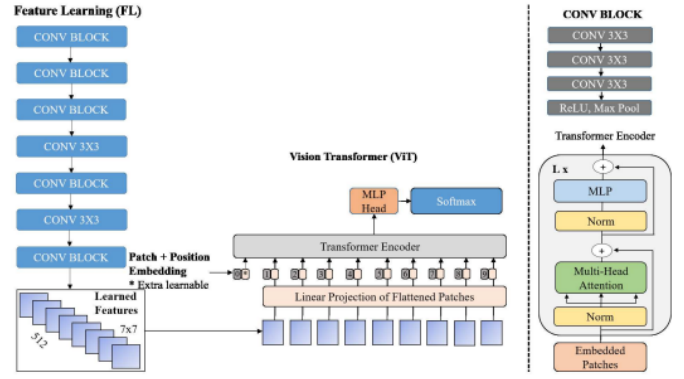 Feature Learning (FL)
CONV BLOCK
CONV BLOCK
CONV BLOCK
CONV 3X3
CONV BLOCK
CONV 3X3
CONV BLOCK
Learned
Features
7x7
512
Vision Transformer (ViT)
MLP
Head
Softmax
Transformer Encoder
Patch + Position
Embedding
* Extra learnable
0 *
1
2
3
4
5
6
7
8
9
Linear Projection of Flattened Patches
CONV BLOCK
CONV 3X3
CONV 3X3
CONV 3X3
ReLU, Max Pool
Transformer Encoder
L x
+
MLP
Norm
+
Multi-Head
Attention
Norm
Embedded
Patches